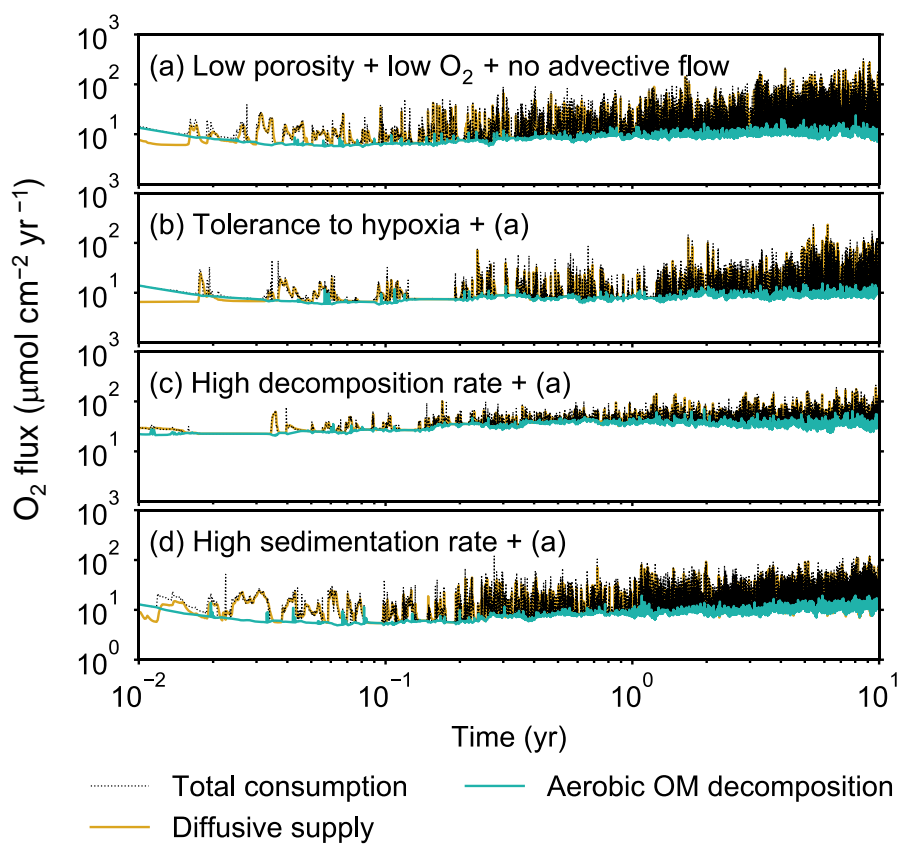 10³
(a) Low porosity + low O₂ + no advective flow
10²
10¹
10³
(b) Tolerance to hypoxia + (a)
10²
10¹
10³
(c) High decomposition rate + (a)
10²
10¹
10³
(d) High sedimentation rate + (a)
10²
10¹
10⁰
O₂ flux (μmol cm⁻² yr⁻¹)
10⁻² 10⁻¹ 10⁰ 10¹
Time (yr)
Total consumption Aerobic OM decomposition
Diffusive supply